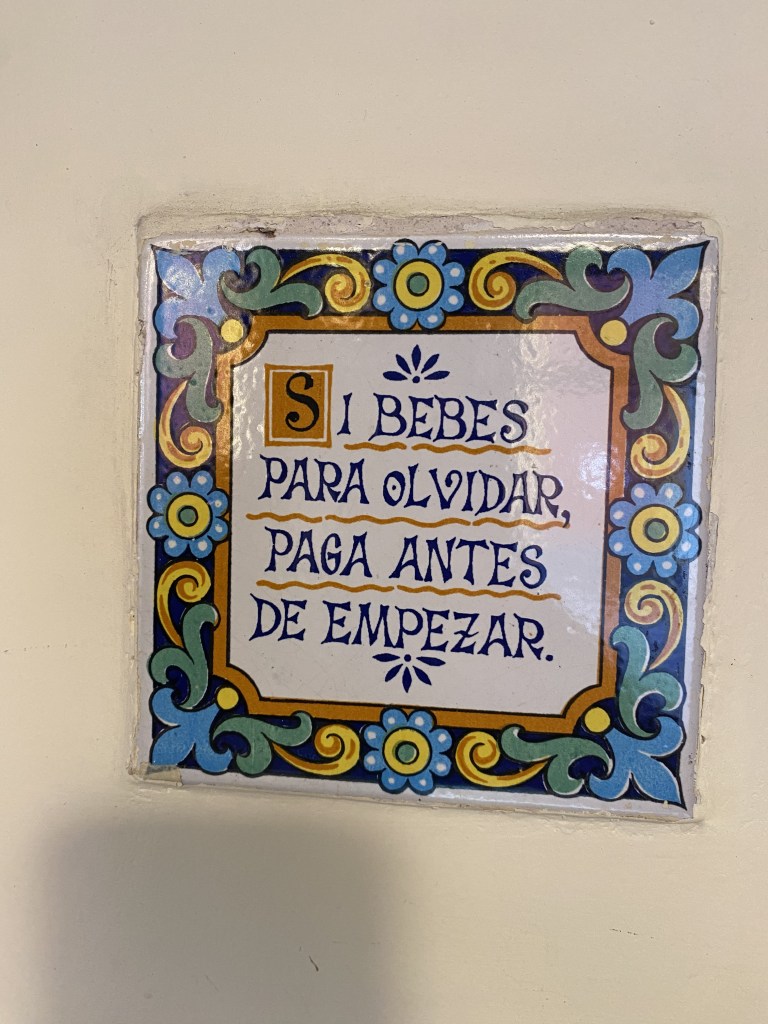 SI BEBES
PARA OLVIDAR,
PAGA ANTES
DE EMPEZAR.